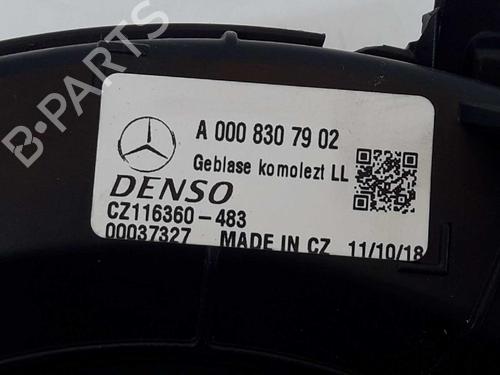 A 000 830 79 02
Geblase komolezt LL
DENSO
CZ116360-483
00037327 MADE IN CZ 11/10/18
B-PARTS